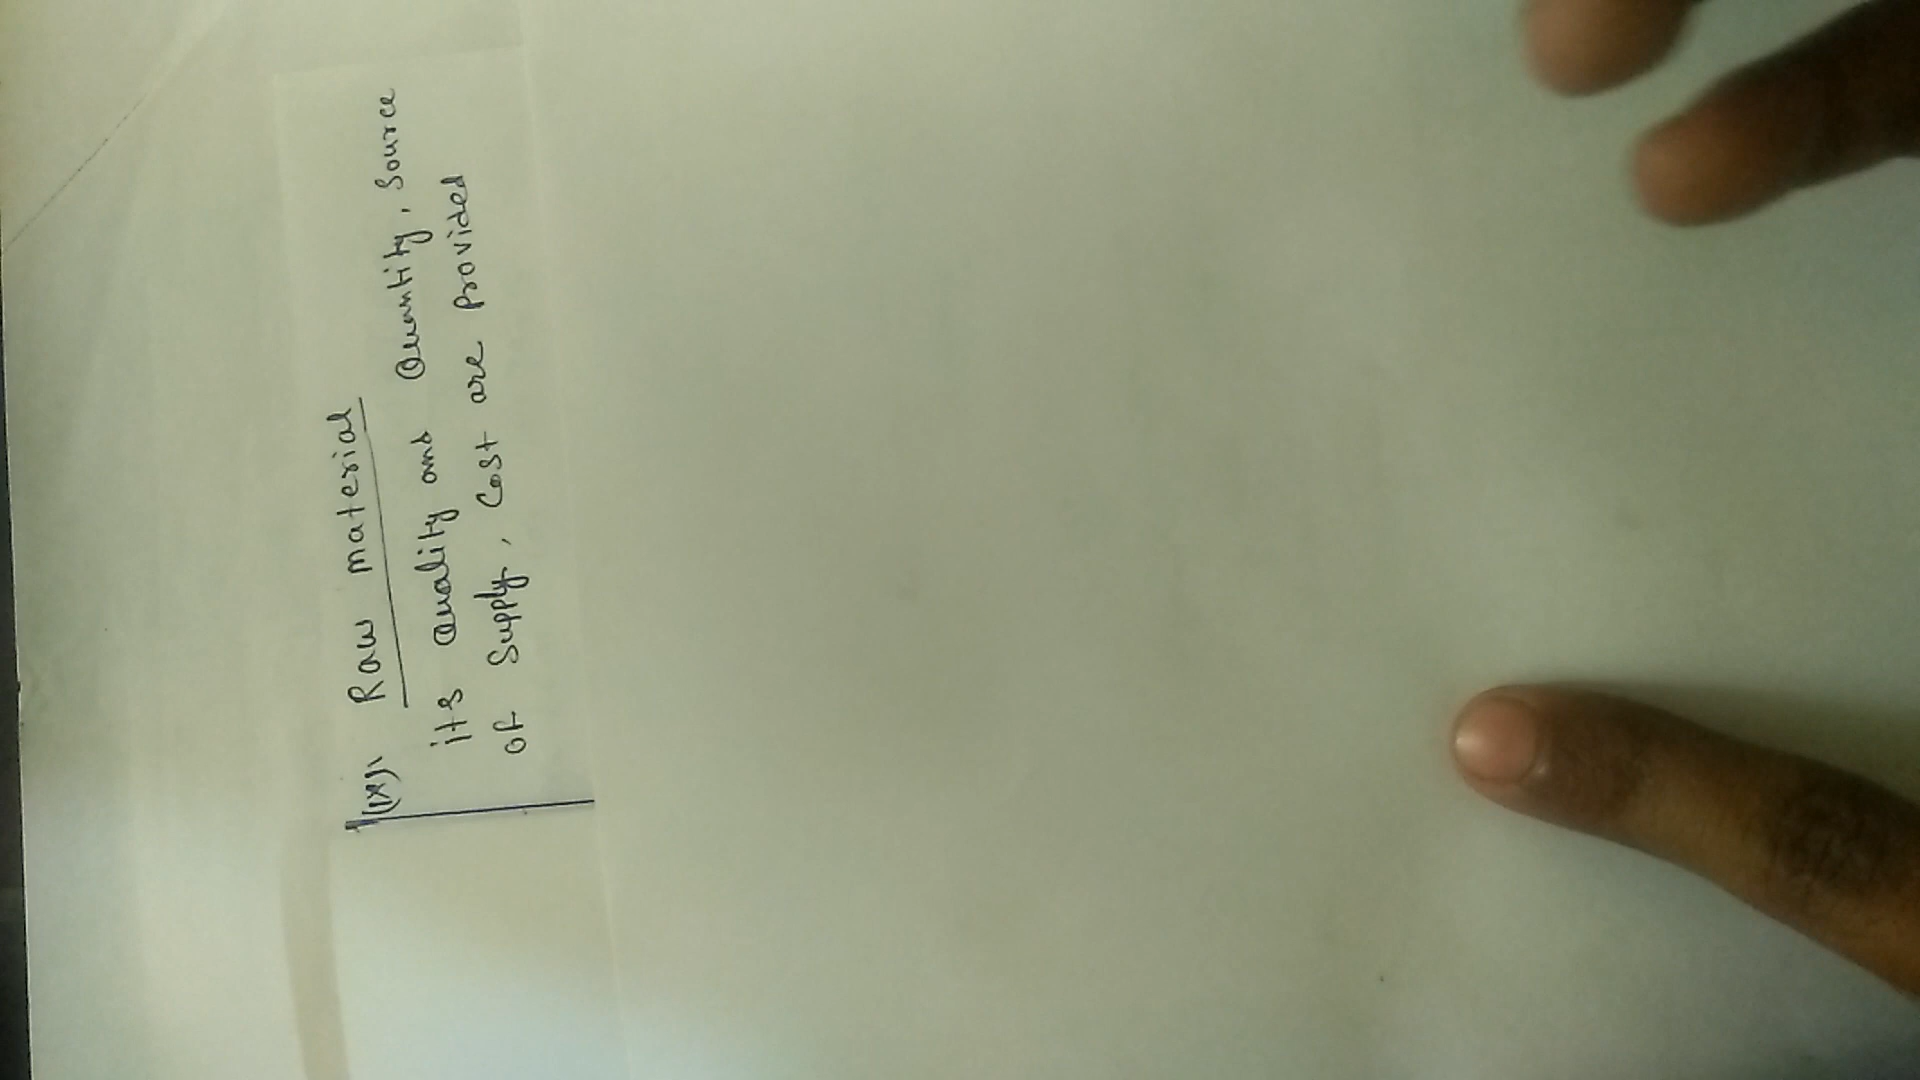 (ix). Raw material
its Quality and Quantity, Source
of Supply, Cost are Provided